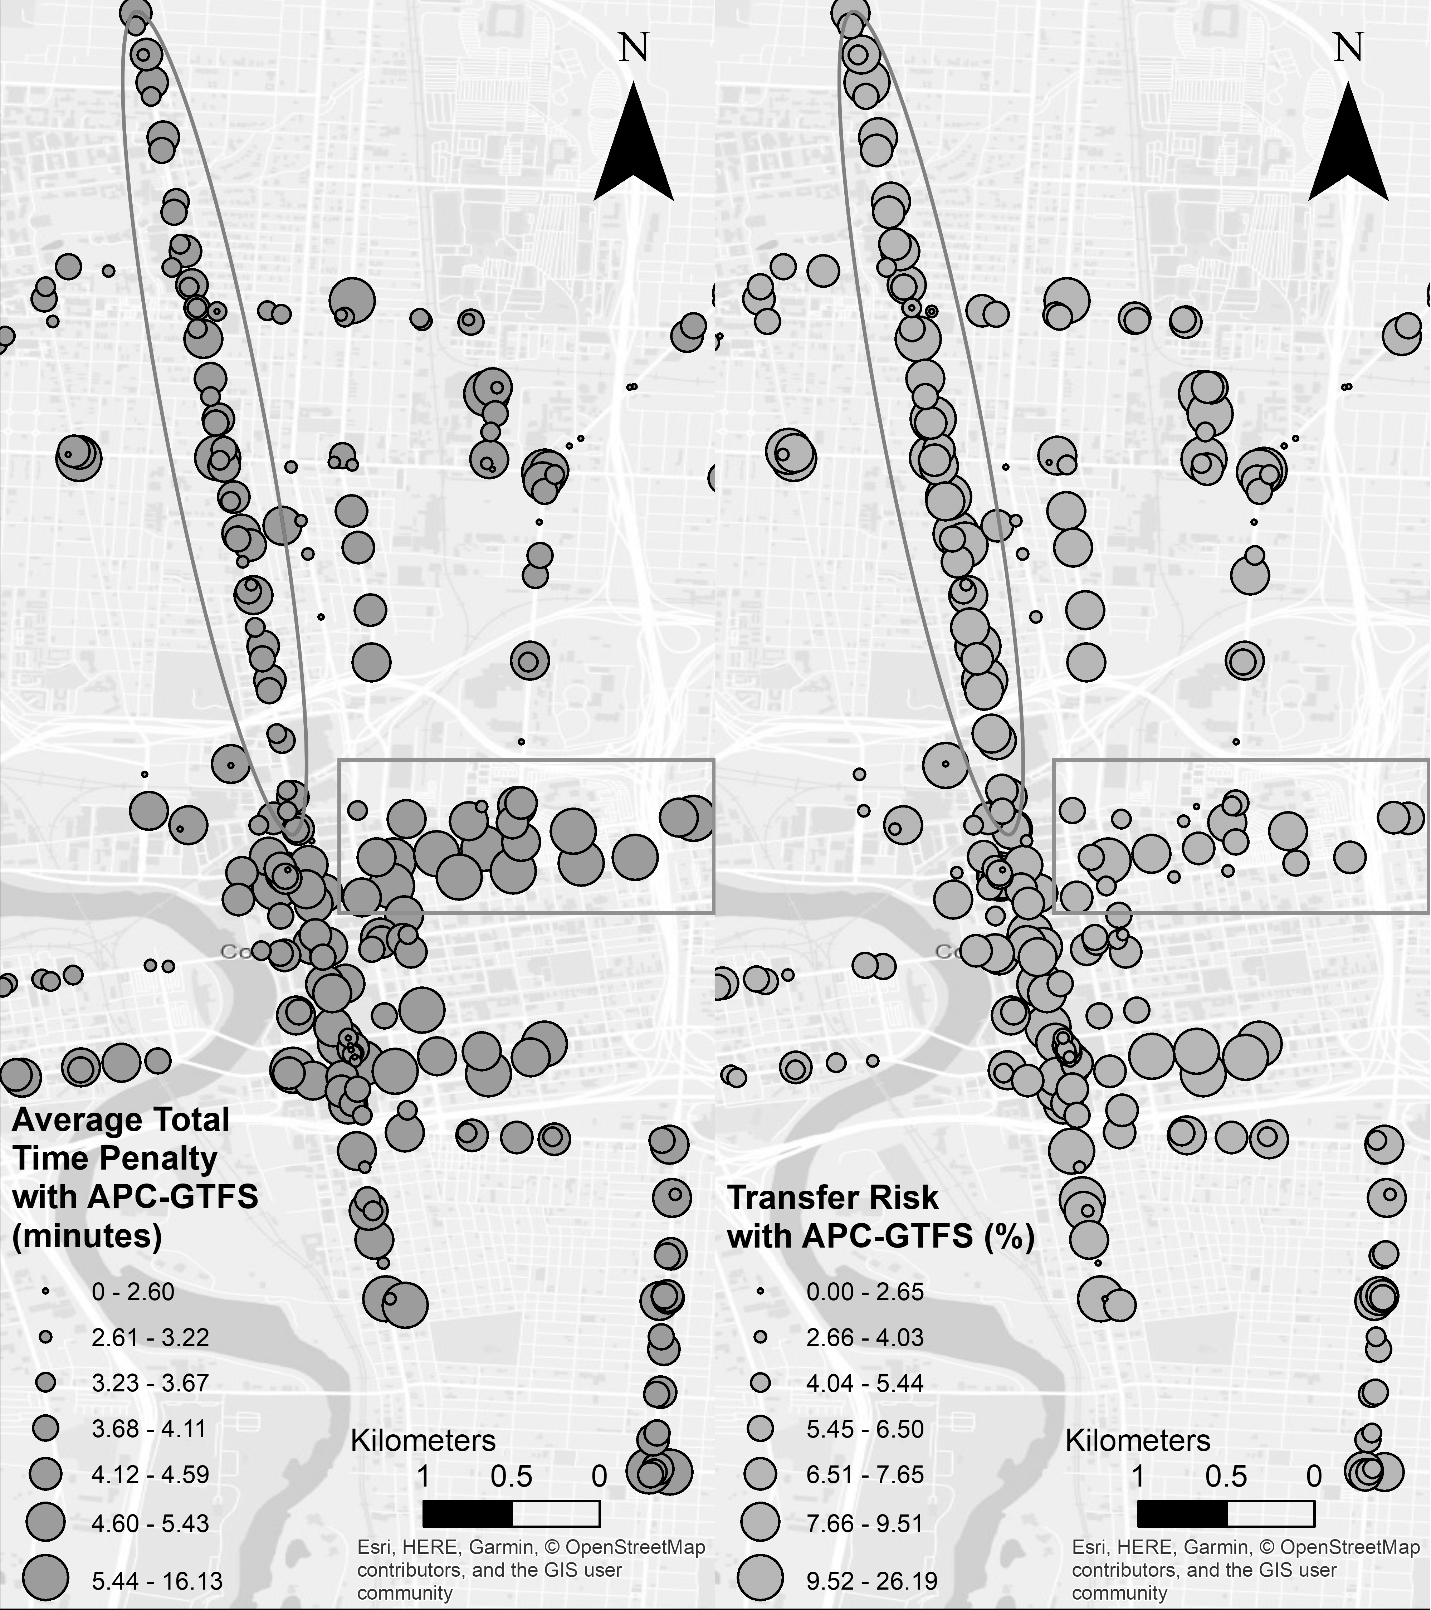 N
Co
Average Total
Time Penalty
with APC-GTFS
(minutes)
0 - 2.60
2.61 - 3.22
3.23 - 3.67
3.68 - 4.11
4.12 - 4.59
4.60 - 5.43
5.44 - 16.13
Kilometers
1 0.5 0
Esri, HERE, Garmin, © OpenStreetMap
contributors, and the GIS user
community
N
Co
Transfer Risk
with APC-GTFS (%)
0.00 - 2.65
2.66 - 4.03
4.04 - 5.44
5.45 - 6.50
6.51 - 7.65
7.66 - 9.51
9.52 - 26.19
Kilometers
1 0.5 0
Esri, HERE, Garmin, © OpenStreetMap
contributors, and the GIS user
community